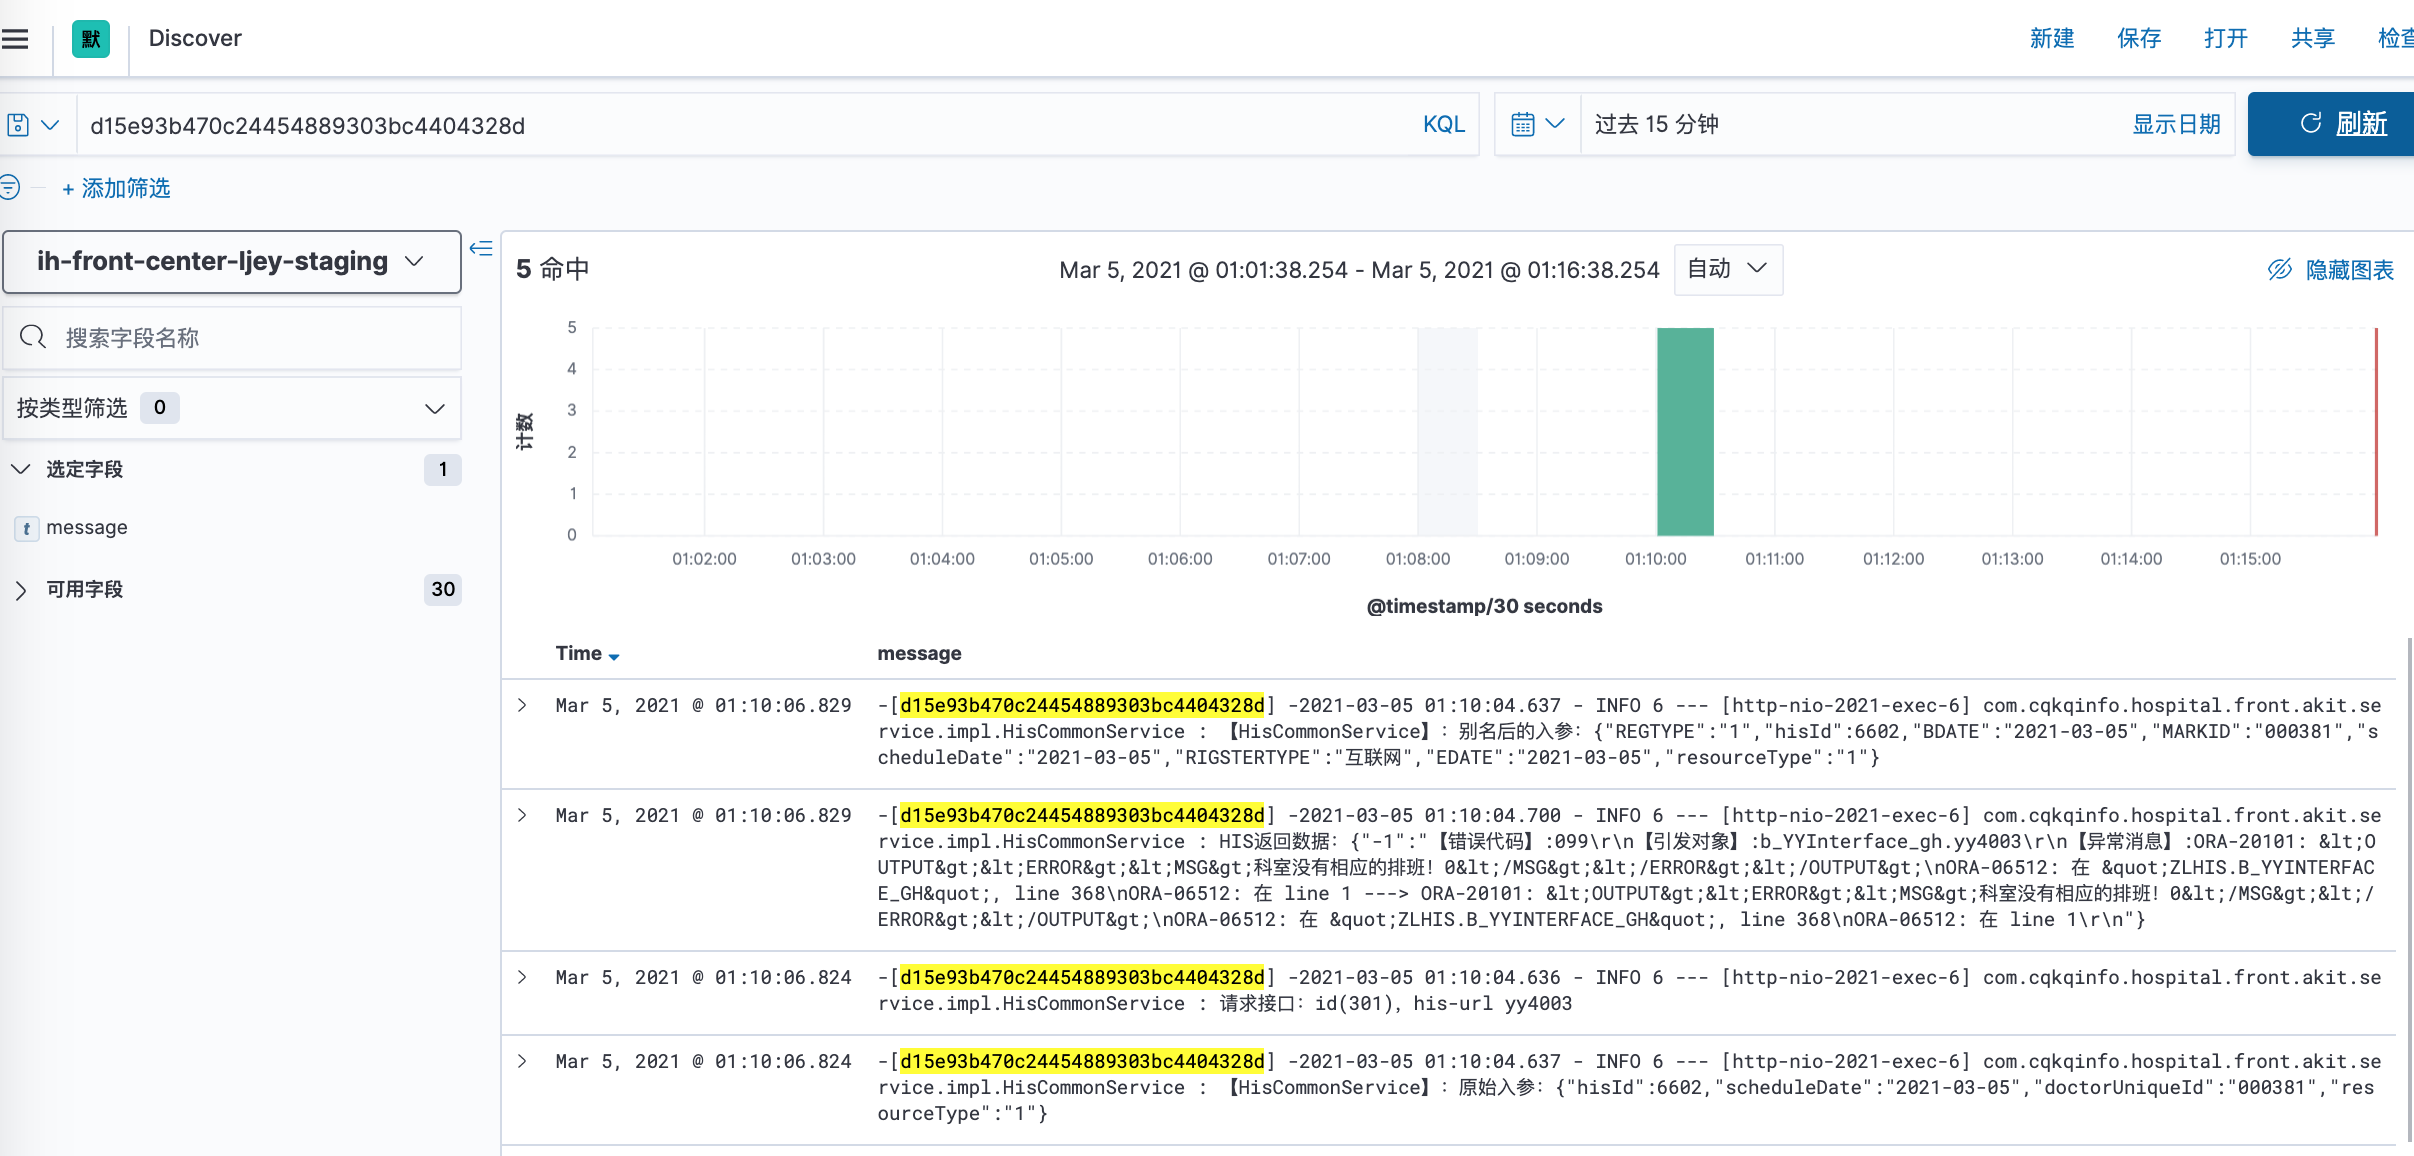 默 Discover 新建 保存 打开 共享
d15e93b470c24454889303bc4404328d KQL 过去 15 分钟 显示日期 刷新
+ 添加筛选
ih-front-center-ljey-staging
搜索字段名称
按类型筛选 0
选定字段 1
t message
可用字段 30
5 命中 Mar 5, 2021 @ 01:01:38.254 - Mar 5, 2021 @ 01:16:38.254 自动 隐藏图表
计数
5
4
3
2
1
0
01:02:00 01:03:00 01:04:00 01:05:00 01:06:00 01:07:00 01:08:00 01:09:00 01:10:00 01:11:00 01:12:00 01:13:00 01:14:00 01:15:00
@timestamp/30 seconds
Time message
Mar 5, 2021 @ 01:10:06.829 -[d15e93b470c24454889303bc4404328d] -2021-03-05 01:10:04.637 - INFO 6 --- [http-nio-2021-exec-6] com.cqkqinfo.hospital.front.akit.se
rvice.impl.HisCommonService : 【HisCommonService】：别名后的入参：{"REGTYPE":"1","hisId":6602,"BDATE":"2021-03-05","MARKID":"000381","s
cheduleDate":"2021-03-05","RIGSTERTYPE":"互联网","EDATE":"2021-03-05","resourceType":"1"}
Mar 5, 2021 @ 01:10:06.829 -[d15e93b470c24454889303bc4404328d] -2021-03-05 01:10:04.700 - INFO 6 --- [http-nio-2021-exec-6] com.cqkqinfo.hospital.front.akit.se
rvice.impl.HisCommonService : HIS返回数据：{"-1":"【错误代码】:099\r\n【引发对象】:b_YYInterface_gh.yy4003\r\n【异常消息】:ORA-20101: &lt;O
UTPUT&gt;&lt;ERROR&gt;&lt;MSG&gt;科室没有相应的排班！0&lt;/MSG&gt;&lt;/ERROR&gt;&lt;/OUTPUT&gt;\nORA-06512: 在 &quot;ZLHIS.B_YYINTERFAC
E_GH&quot;, line 368\nORA-06512: 在 line 1 ---> ORA-20101: &lt;OUTPUT&gt;&lt;ERROR&gt;&lt;MSG&gt;科室没有相应的排班！0&lt;/MSG&gt;&lt;/
ERROR&gt;&lt;/OUTPUT&gt;\nORA-06512: 在 &quot;ZLHIS.B_YYINTERFACE_GH&quot;, line 368\nORA-06512: 在 line 1\r\n"}
Mar 5, 2021 @ 01:10:06.824 -[d15e93b470c24454889303bc4404328d] -2021-03-05 01:10:04.636 - INFO 6 --- [http-nio-2021-exec-6] com.cqkqinfo.hospital.front.akit.se
rvice.impl.HisCommonService : 请求接口：id(301)，his-url yy4003
Mar 5, 2021 @ 01:10:06.824 -[d15e93b470c24454889303bc4404328d] -2021-03-05 01:10:04.637 - INFO 6 --- [http-nio-2021-exec-6] com.cqkqinfo.hospital.front.akit.se
rvice.impl.HisCommonService : 【HisCommonService】：原始入参：{"hisId":6602,"scheduleDate":"2021-03-05","doctorUniqueId":"000381","res
ourceType":"1"}